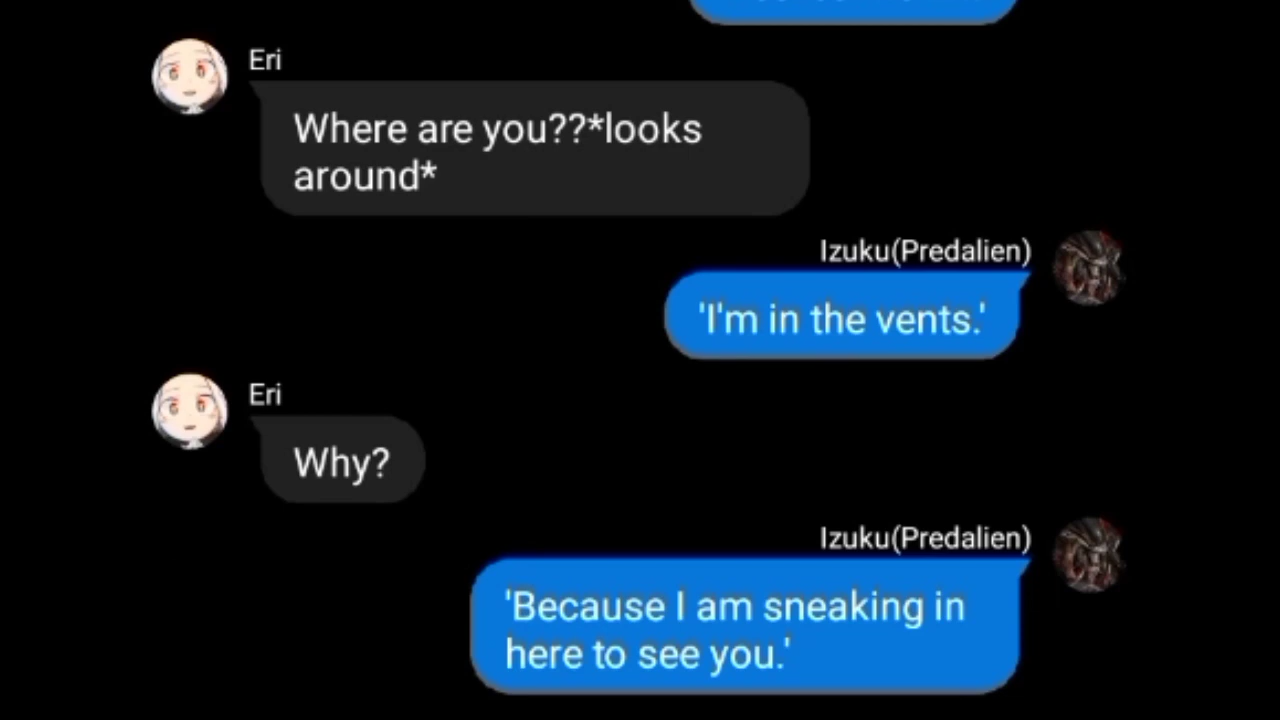 Eri
Where are you??*looks
around*
Izuku(Predalien)
'I'm in the vents.'
Eri
Why?
Izuku(Predalien)
'Because I am sneaking in
here to see you.'